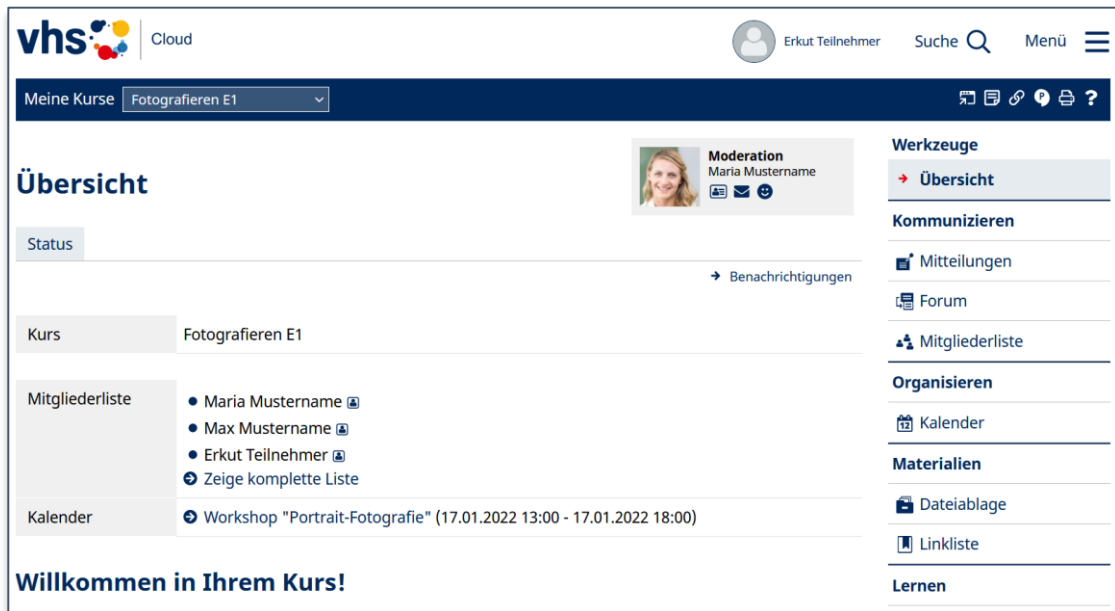 vhs Cloud
Erkut Teilnehmer Suche Menü
Meine Kurse Fotografieren E1
P ?
Übersicht
Moderation
Maria Mustername
Status
Benachrichtigungen
Kurs Fotografieren E1
Mitgliederliste
Maria Mustername
Max Mustername
Erkut Teilnehmer
Zeige komplette Liste
Kalender Workshop "Portrait-Fotografie" (17.01.2022 13:00 - 17.01.2022 18:00)
Willkommen in Ihrem Kurs!
Werkzeuge
Übersicht
Kommunizieren
Mitteilungen
Forum
Mitgliederliste
Organisieren
12 Kalender
Materialien
Dateiablage
Linkliste
Lernen